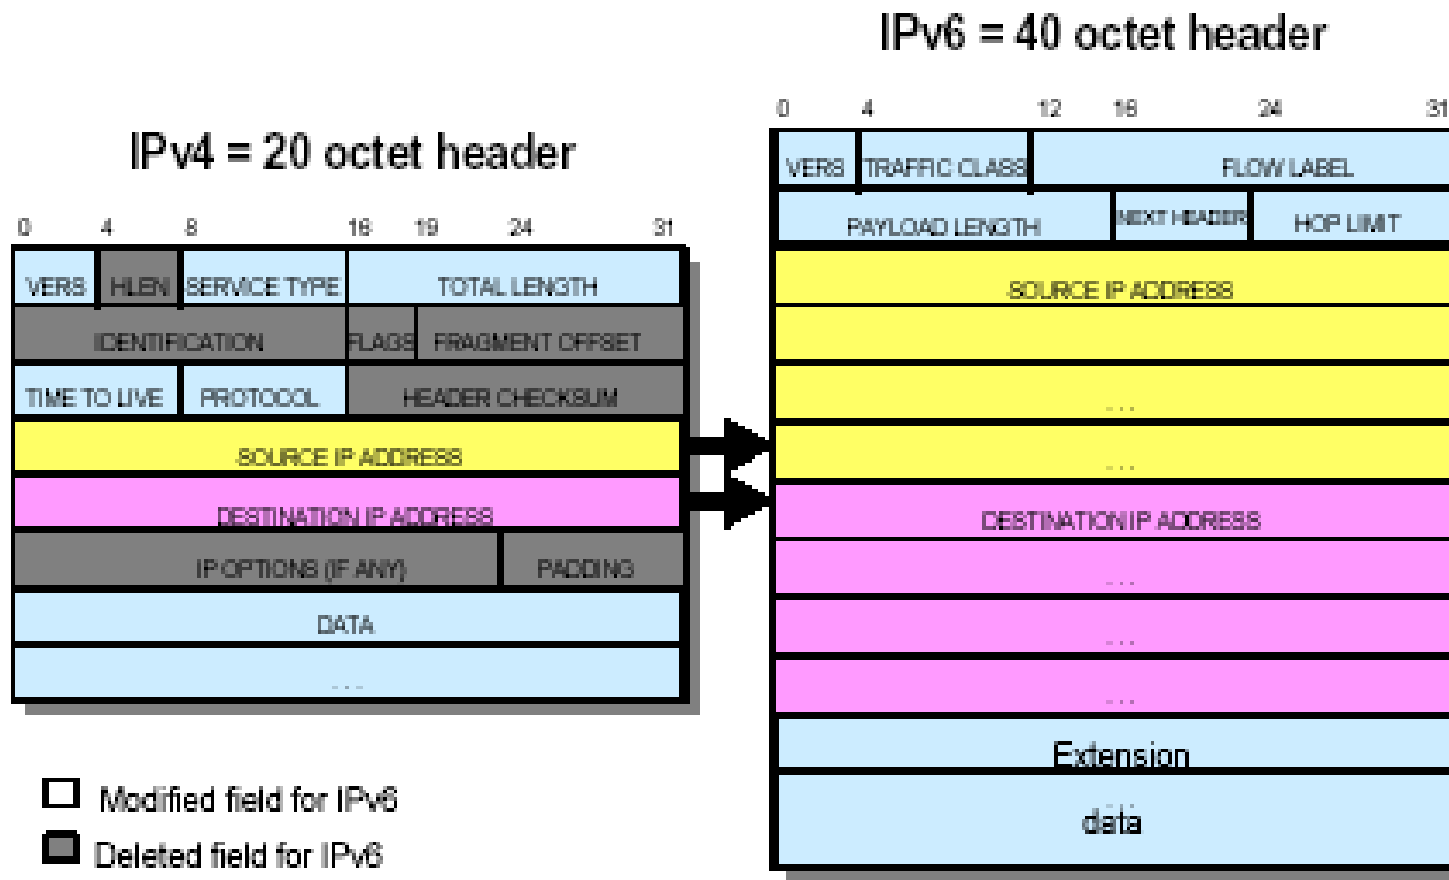 IPv6 = 40 octet header
0 4 12 16 24 31
IPv4 = 20 octet header
VERS TRAFFIC CLASS FLOW LABEL
PAYLOAD LENGTH NEXT HEADER HOP LIMIT
0 4 8 16 19 24 31
VERS HLEN SERVICE TYPE TOTAL LENGTH
SOURCE IP ADDRESS
IDENTIFICATION FLAGS FRAGMENT OFFSET
TIME TO LIVE PROTOCOL HEADER CHECKSUM
...
SOURCE IP ADDRESS
...
DESTINATION IP ADDRESS
DESTINATION IP ADDRESS
IP OPTIONS (IF ANY) PADDING
...
DATA
...
...
...
Extension
Modified field for IPv6
...
data
Deleted field for IPv6